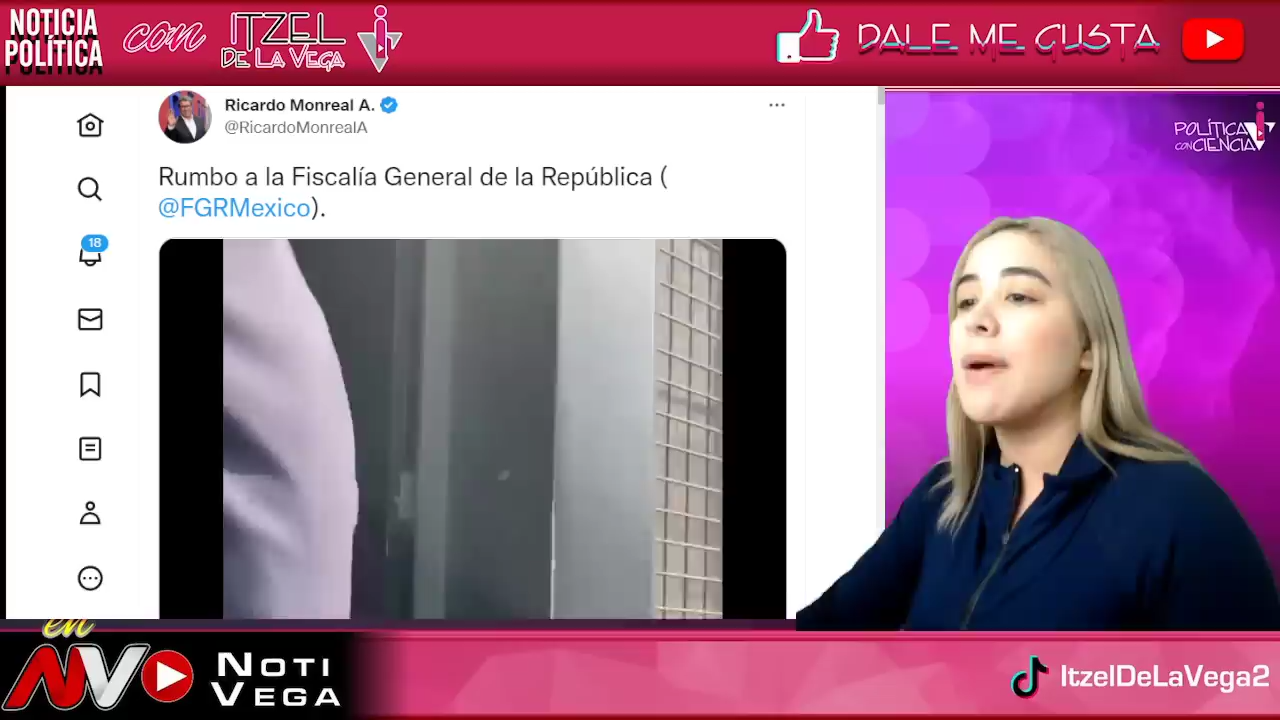 NOTICIA
POLÍTICA
con
ITZEL
DE LA VEGA
DALE ME GUSTA
Ricardo Monreal A.
@RicardoMonrealA
Rumbo a la Fiscalía General de la República (
@FGRMexico).
18
POLÍTICA
CON CIENCIA
en
NV
NOTI
VEGA
ItzelDeLaVega2